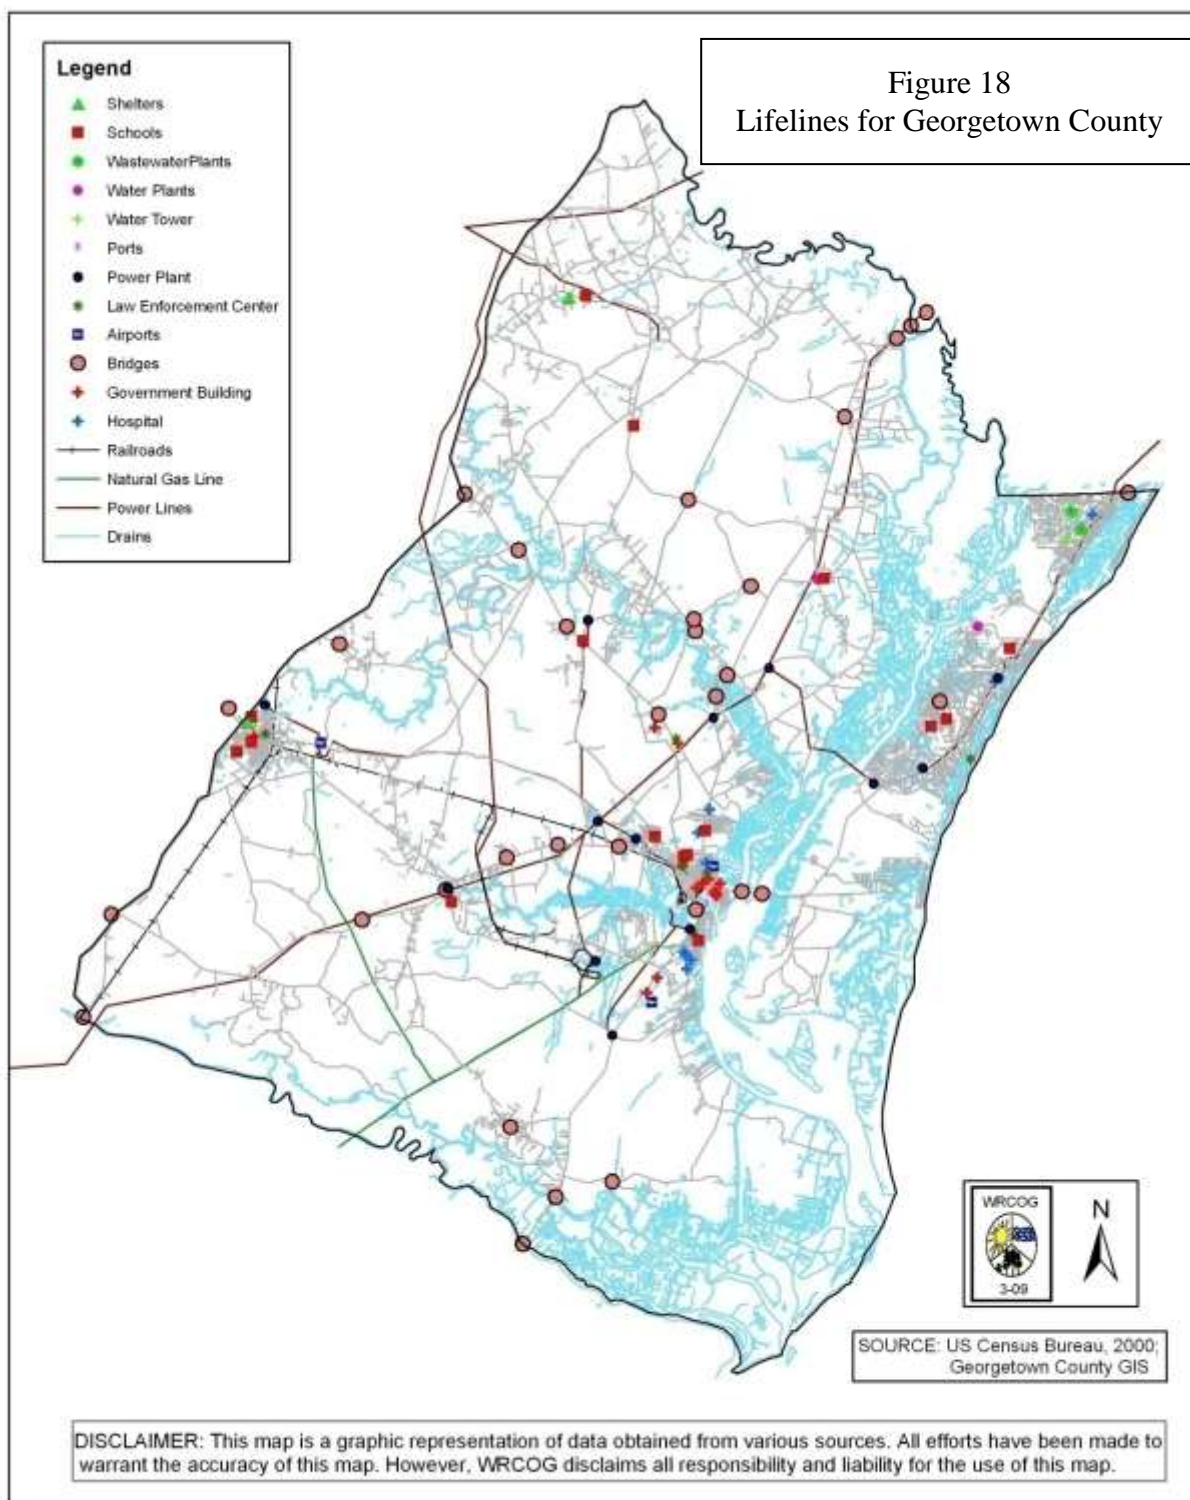 Figure 18
Lifelines for Georgetown County
Legend
Shelters
Schools
WastewaterPlants
Water Plants
Water Tower
Ports
Power Plant
Law Enforcement Center
Airports
Bridges
Government Building
Hospital
Railroads
Natural Gas Line
Power Lines
Drains
WRCOG
3-09
N
SOURCE: US Census Bureau, 2000;
Georgetown County GIS
DISCLAIMER: This map is a graphic representation of data obtained from various sources. All efforts have been made to
warrant the accuracy of this map. However, WRCOG disclaims all responsibility and liability for the use of this map.